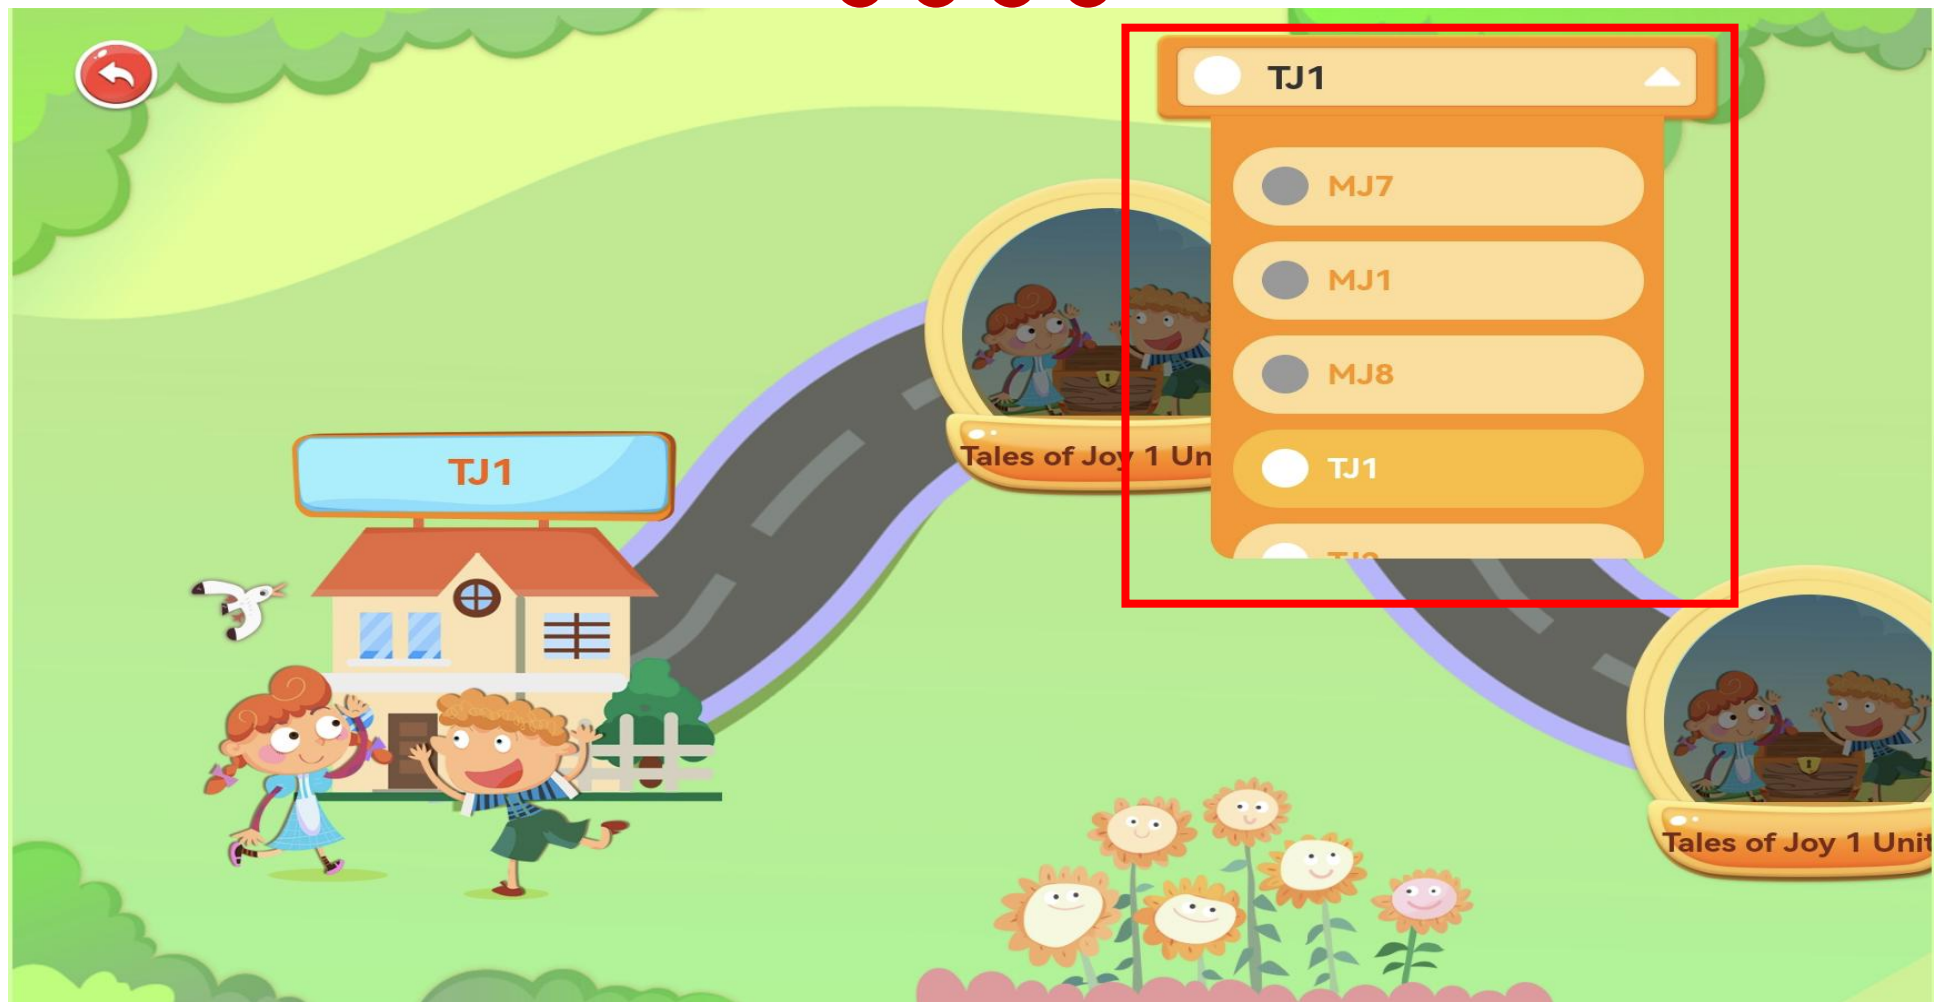 TJ1
MJ7
MJ1
MJ8
TJ1
TJ1
Tales of Joy 1 Un
Tales of Joy 1 Unit